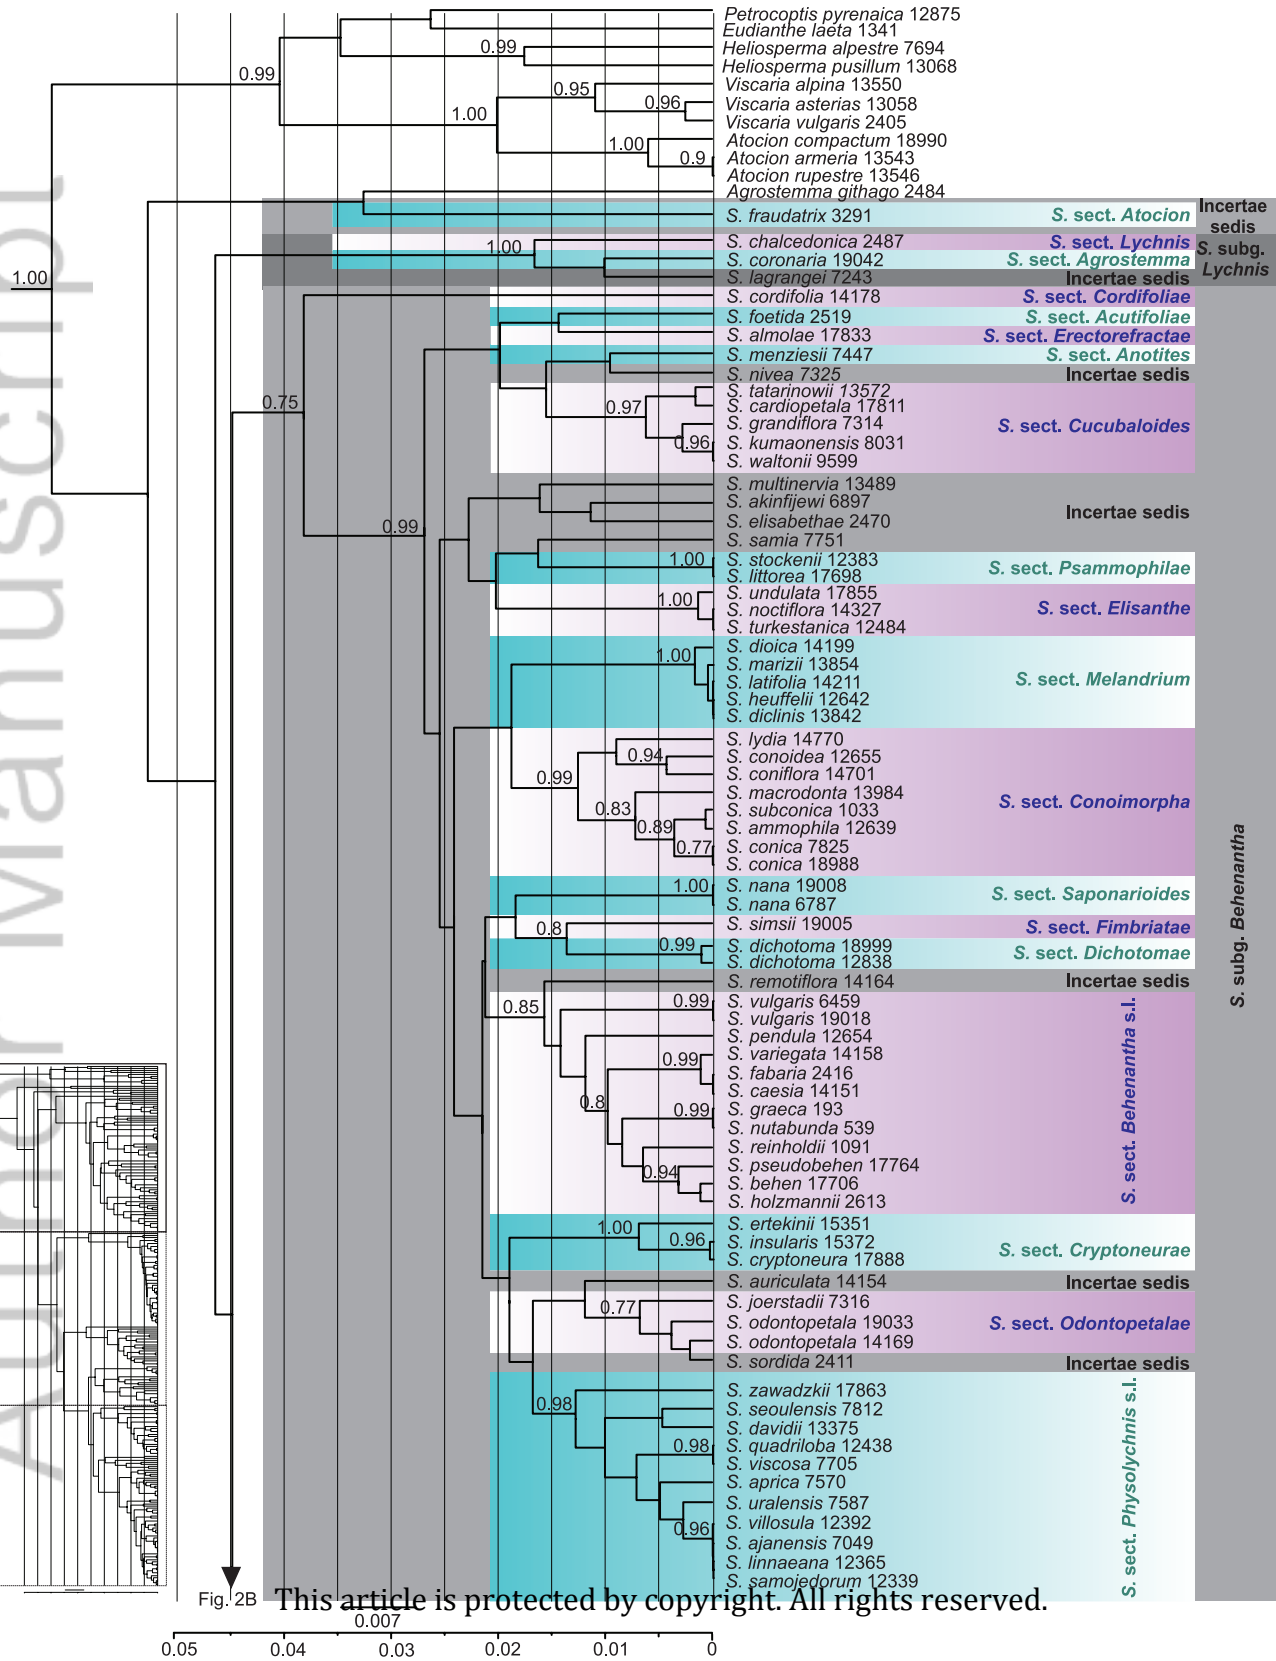 Petrocoptis pyrenaica 12875
Eudianthe laeta 1341
Heliosperma alpestre 7694
0.99
Heliosperma pusillum 13068
0.99
Viscaria alpina 13550
0.95
Viscaria asterias 13058
0.96
Viscaria vulgaris 2405
1.00
Atocion compactum 18990
1.00
Atocion armeria 13543
0.9
Atocion rupestre 13546
Agrostemma githago 2484
S. fraudatrix 3291 S. sect. Atocion
Incertae
sedis
S. chalcedonica 2487 S. sect. Lychnis
1.00
S. coronaria 19042 S. sect. Agrostemma
S. lagrangei 7243 Incertae sedis
S. subg.
Lychnis
1.00
S. cordifolia 14178 S. sect. Cordifoliae
S. foetida 2519 S. sect. Acutifoliae
S. almolae 17833 S. sect. Erectorefractae
S. menziesii 7447 S. sect. Anotites
S. nivea 7325 Incertae sedis
S. tatarinowii 13572
0.75
0.97
S. cardiopetala 17811
S. grandiflora 7314 S. sect. Cucubaloides
S. kumaonensis 8031
0.96
S. waltonii 9599
S. multinervia 13489
S. akinfijewi 6897
Incertae sedis
S. elisabethae 2470
0.99
S. samia 7751
S. stockenii 12383
1.00
S. sect. Psammophilae
S. littorea 17698
S. undulata 17855
1.00
S. noctiflora 14327 S. sect. Elisanthe
S. turkestanica 12484
S. dioica 14199
1.00
S. marizii 13854
S. latifolia 14211 S. sect. Melandrium
S. heuffelii 12642
S. diclinis 13842
S. lydia 14770
S. conoidea 12655
0.94
S. coniflora 14701
0.99
S. macrodonta 13984
S. sect. Conoimorpha
S. subconica 1033
0.83
S. ammophila 12639
0.89
S. conica 7825
0.77
S. conica 18988
S. nana 19008
1.00
S. sect. Saponarioides
S. nana 6787
S. simsii 19005 S. sect. Fimbriatae
0.8
S. dichotoma 18999
0.99
S. sect. Dichotomae
S. dichotoma 12838
S. remotiflora 14164 Incertae sedis
S. vulgaris 6459
0.99
0.85
S. vulgaris 19018
S. pendula 12654
S. variegata 14158
0.99
S. fabaria 2416
S. caesia 14151
0.8
S. graeca 193
0.99
S. nutabunda 539
S. reinholdii 1091
S. pseudobehen 17764
0.94
S. behen 17706
S. holzmannii 2613
S. sect. Behenantha s.l.
S. subg. Behenantha
S. ertekinii 15351
1.00
S. insularis 15372
0.96
S. sect. Cryptoneurae
S. cryptoneura 17888
S. auriculata 14154 Incertae sedis
S. joerstadii 7316
0.77
S. odontopetala 19033 S. sect. Odontopetalae
S. odontopetala 14169
S. sordida 2411 Incertae sedis
S. zawadzkii 17863
0.98
S. seoulensis 7812
S. davidii 13375
S. quadriloba 12438
0.98
S. viscosa 7705
S. aprica 7570
S. uralensis 7587
S. villosula 12392
0.96
S. ajanensis 7049
S. linnaeana 12365
S. samojedorum 12339
S. sect. Physolychnis s.l.
Author Manuscript
Fig. 2B
This article is protected by copyright. All rights reserved.
0.007
0.05 0.04 0.03 0.02 0.01 0